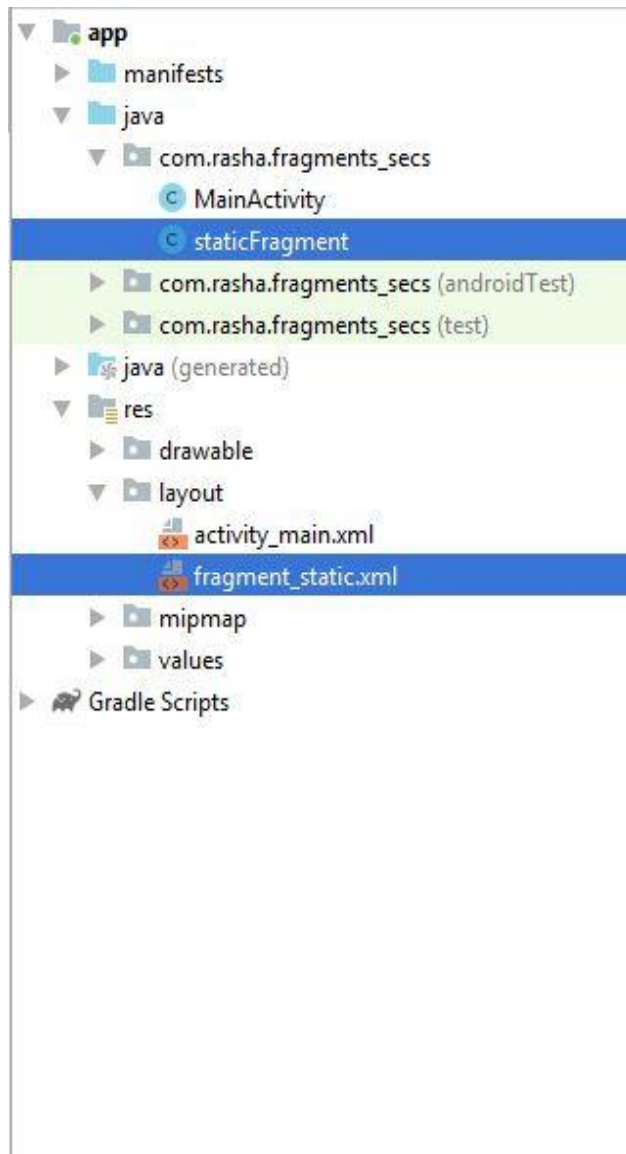 app
manifests
java
com.rasha.fragments_secs
MainActivity
staticFragment
com.rasha.fragments_secs (androidTest)
com.rasha.fragments_secs (test)
java (generated)
res
drawable
layout
activity_main.xml
fragment_static.xml
mipmap
values
Gradle Scripts